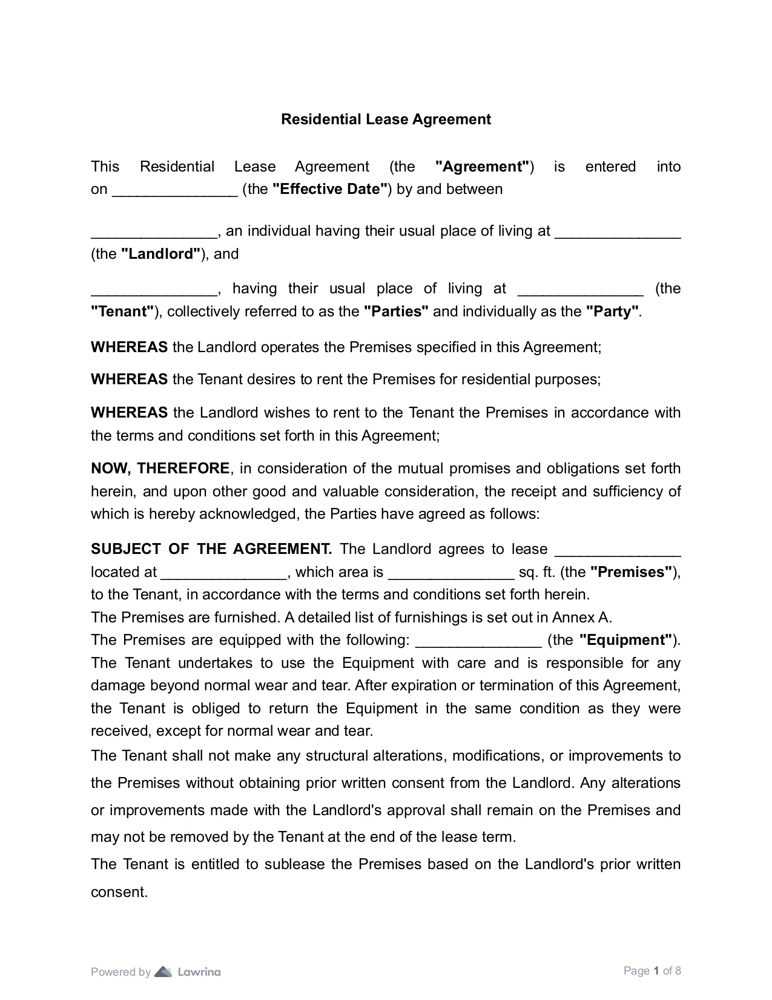 Residential Lease Agreement
This Residential Lease Agreement (the "Agreement") is entered into
on _______________ (the "Effective Date") by and between
_______________, an individual having their usual place of living at _______________
(the "Landlord"), and
_______________, having their usual place of living at _______________ (the
"Tenant"), collectively referred to as the "Parties" and individually as the "Party".
WHEREAS the Landlord operates the Premises specified in this Agreement;
WHEREAS the Tenant desires to rent the Premises for residential purposes;
WHEREAS the Landlord wishes to rent to the Tenant the Premises in accordance with
the terms and conditions set forth in this Agreement;
NOW, THEREFORE, in consideration of the mutual promises and obligations set forth
herein, and upon other good and valuable consideration, the receipt and sufficiency of
which is hereby acknowledged, the Parties have agreed as follows:
SUBJECT OF THE AGREEMENT. The Landlord agrees to lease _______________
located at _______________, which area is _______________ sq. ft. (the "Premises"),
to the Tenant, in accordance with the terms and conditions set forth herein.
The Premises are furnished. A detailed list of furnishings is set out in Annex A.
The Premises are equipped with the following: _______________ (the "Equipment").
The Tenant undertakes to use the Equipment with care and is responsible for any
damage beyond normal wear and tear. After expiration or termination of this Agreement,
the Tenant is obliged to return the Equipment in the same condition as they were
received, except for normal wear and tear.
The Tenant shall not make any structural alterations, modifications, or improvements to
the Premises without obtaining prior written consent from the Landlord. Any alterations
or improvements made with the Landlord's approval shall remain on the Premises and
may not be removed by the Tenant at the end of the lease term.
The Tenant is entitled to sublease the Premises based on the Landlord's prior written
consent.
Powered by Lawrina
Page 1 of 8